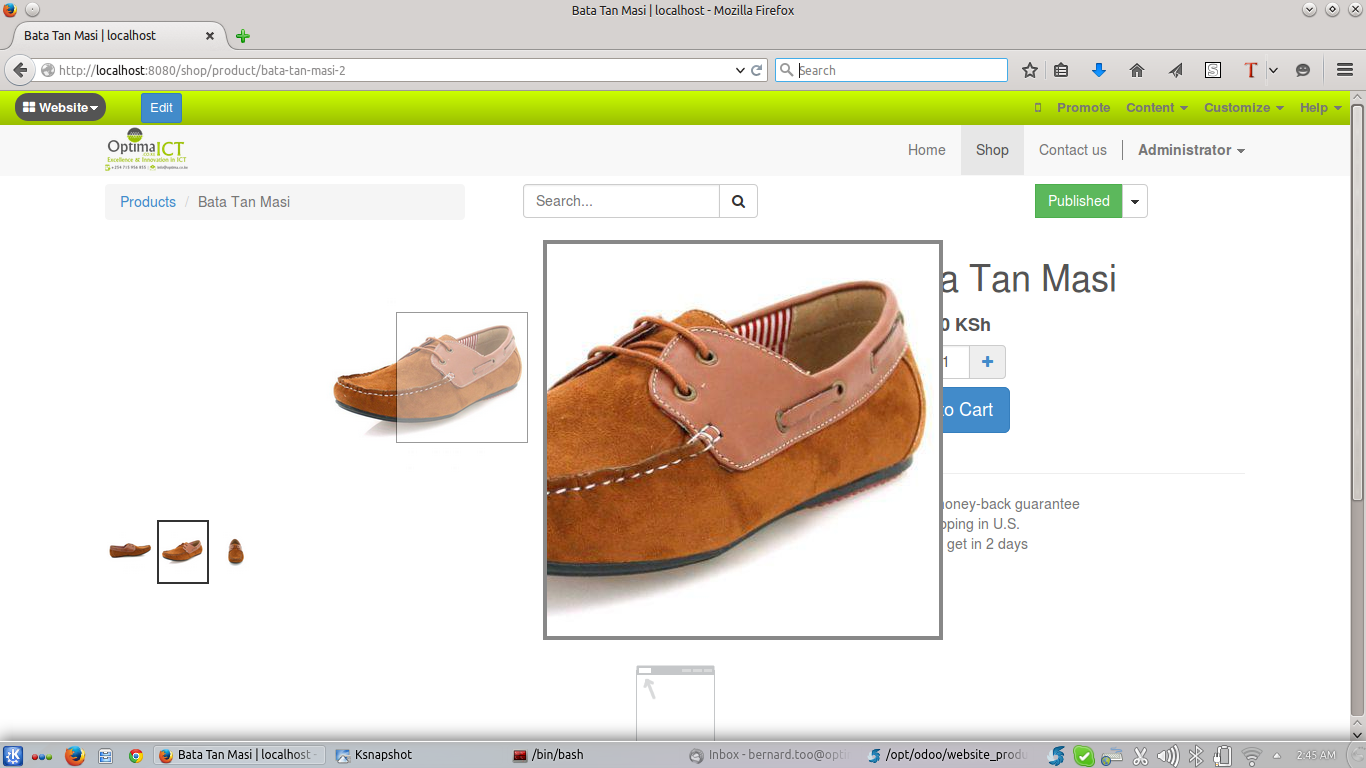 Bata Tan Masi | localhost - Mozilla Firefox
Bata Tan Masi | localhost
http://localhost:8080/shop/product/bata-tan-masi-2
Search
Website Edit Promote Content Customize Help
OptimaICT
Excellence & Innovation in ICT
Home Shop Contact us Administrator
Products / Bata Tan Masi
Search...
Published
a Tan Masi
0 KSh
1 +
to Cart
oney-back guarantee
pping in U.S.
get in 2 days
Bata Tan Masi | localhost - Ksnapshot /bin/bash Inbox - bernard.too@opti /opt/odoo/website_produ 2:45 AM